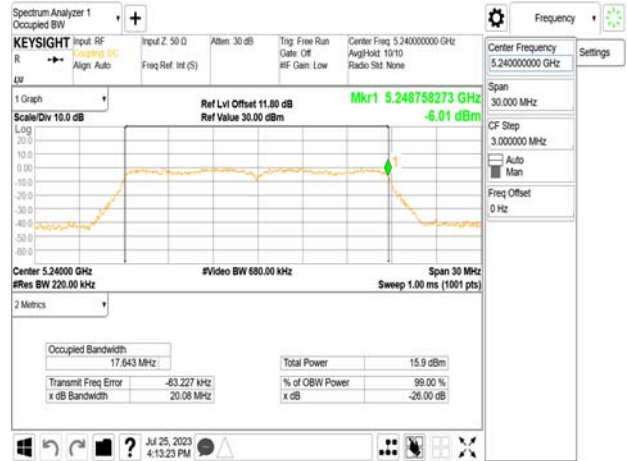 Spectrum Analyzer 1
Occupied BW
+
Frequency
KEYSIGHT Input: RF Input Z: 50 Ω Atten: 30 dB Trig: Free Run Center Freq: 5.240000000 GHz
R Coupling: DC Gate: Off Avg|Hold: 10/10
Align: Auto Freq Ref: Int (S) #IF Gain: Low Radio Std: None
LVI
Center Frequency
5.240000000 GHz
Settings
Span
30.000 MHz
CF Step
3.000000 MHz
Auto
Man
Freq Offset
0 Hz
1 Graph
Ref Lvl Offset 11.80 dB
Mkr1 5.248758273 GHz
Scale/Div 10.0 dB
Ref Value 30.00 dBm
-6.01 dBm
Log
20.0
10.0
0.00
-10.0
-20.0
-30.0
-40.0
-50.0
-60.0
1
Center 5.24000 GHz #Video BW 680.00 kHz Span 30 MHz
#Res BW 220.00 kHz Sweep 1.00 ms (1001 pts)
2 Metrics
Occupied Bandwidth
17.643 MHz
Total Power 15.9 dBm
Transmit Freq Error -63.227 kHz
% of OBW Power 99.00 %
x dB Bandwidth 20.08 MHz
x dB -26.00 dB
?
Jul 25, 2023
4:13:23 PM